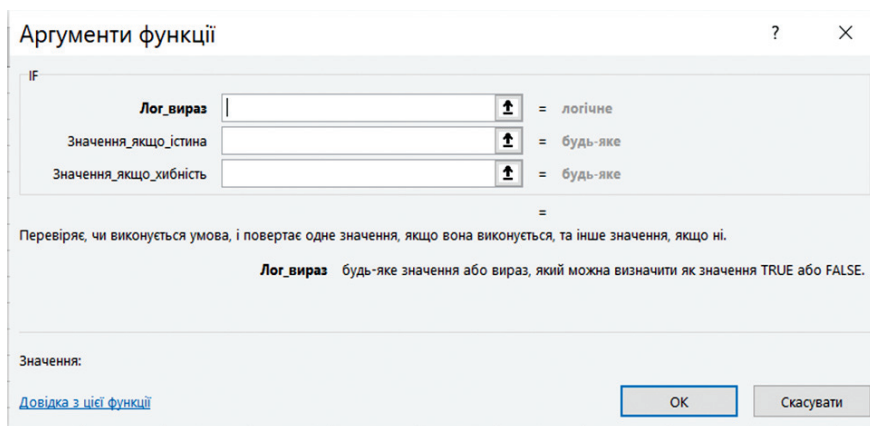 Аргументи функції ? ×
IF
Лог_вираз = логічне
Значення_якщо_істина = будь-яке
Значення_якщо_хибність = будь-яке
=
Перевіряє, чи виконується умова, і повертає одне значення, якщо вона виконується, та інше значення, якщо ні.
Лог_вираз будь-яке значення або вираз, який можна визначити як значення TRUE або FALSE.
Значення:
Довідка з цієї функції OK Скасувати